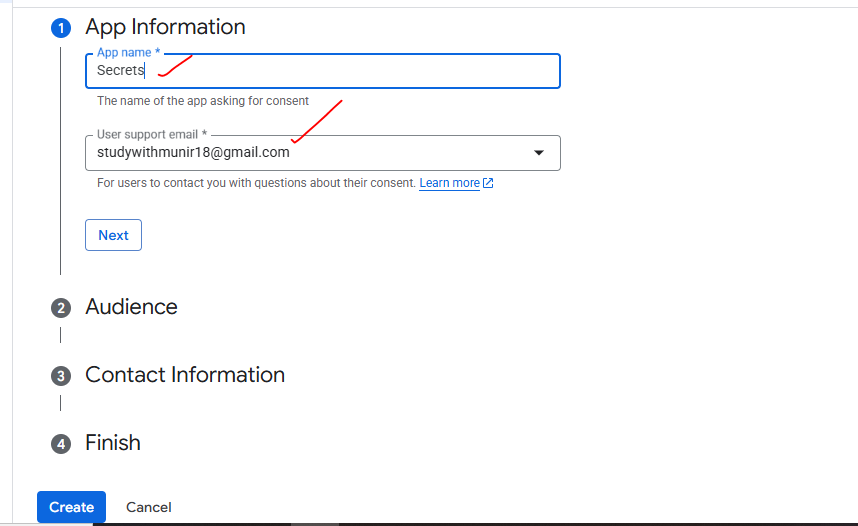 1 App Information
App name *
Secrets
The name of the app asking for consent
User support email *
studywithmunir18@gmail.com
For users to contact you with questions about their consent. Learn more
Next
2 Audience
3 Contact Information
4 Finish
Create Cancel